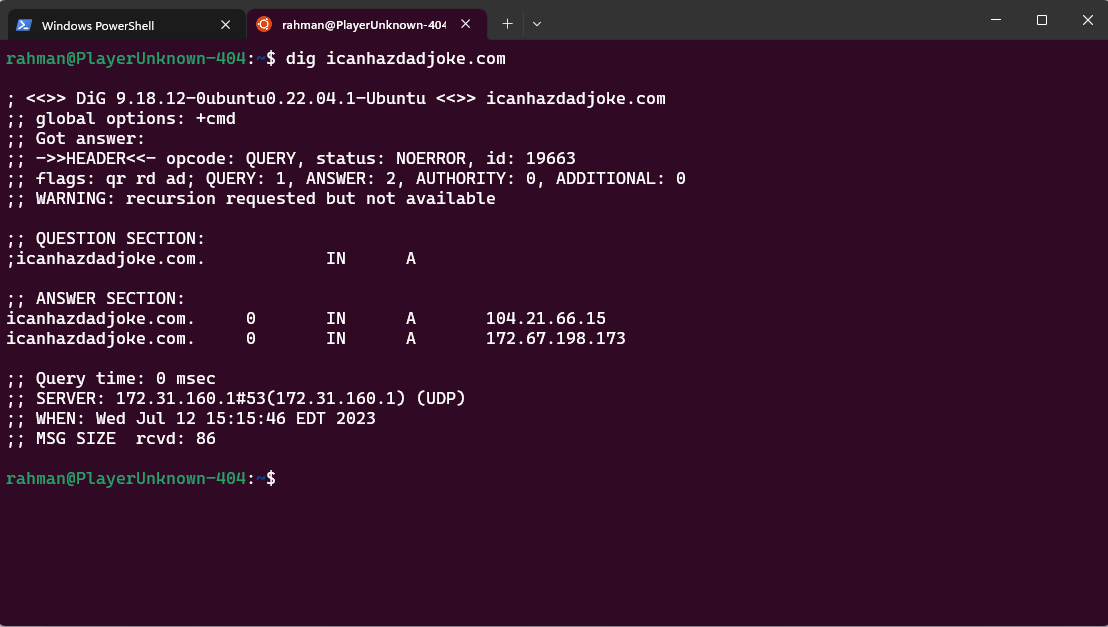 Windows PowerShell
rahman@PlayerUnknown-404
rahman@PlayerUnknown-404:~$ dig icanhazdadjoke.com
; <<>> DiG 9.18.12-0ubuntu0.22.04.1-Ubuntu <<>> icanhazdadjoke.com
;; global options: +cmd
;; Got answer:
;; ->>HEADER<<- opcode: QUERY, status: NOERROR, id: 19663
;; flags: qr rd ad; QUERY: 1, ANSWER: 2, AUTHORITY: 0, ADDITIONAL: 0
;; WARNING: recursion requested but not available
;; QUESTION SECTION:
;icanhazdadjoke.com. IN A
;; ANSWER SECTION:
icanhazdadjoke.com. 0 IN A 104.21.66.15
icanhazdadjoke.com. 0 IN A 172.67.198.173
;; Query time: 0 msec
;; SERVER: 172.31.160.1#53(172.31.160.1) (UDP)
;; WHEN: Wed Jul 12 15:15:46 EDT 2023
;; MSG SIZE  rcvd: 86
rahman@PlayerUnknown-404:~$